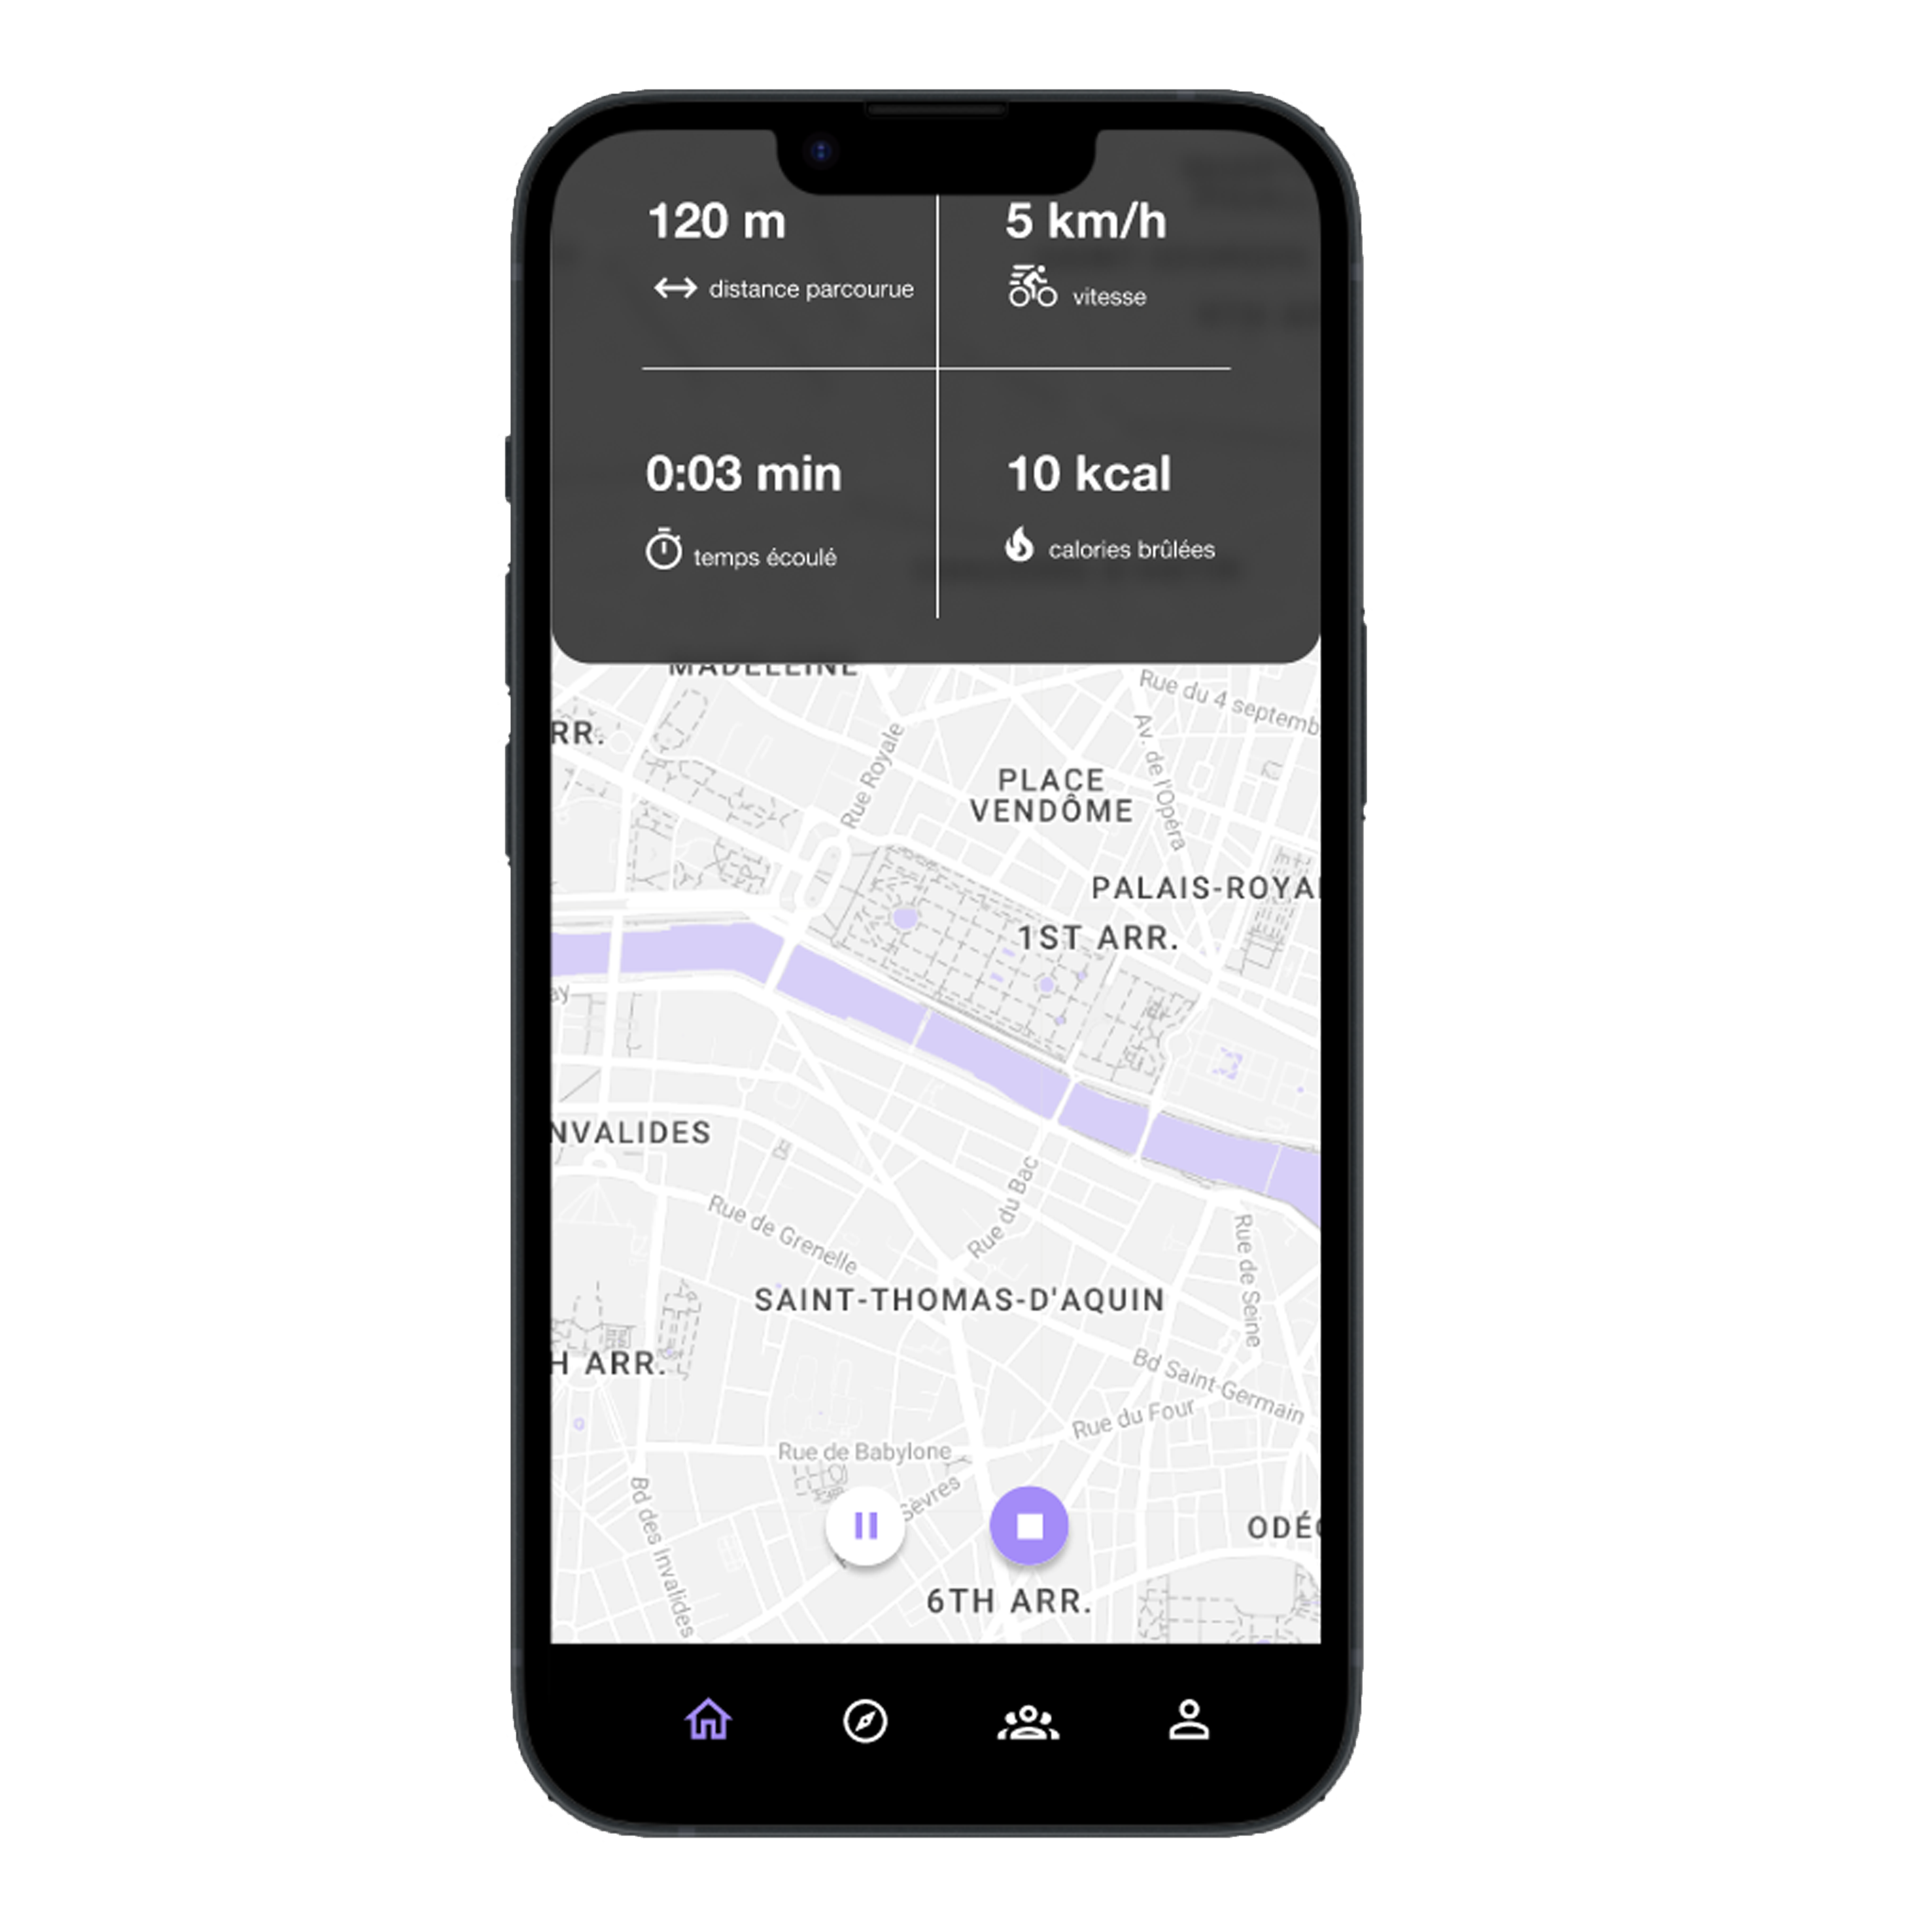 120 m
5 km/h
distance parcourue
vitesse
0:03 min
10 kcal
temps écoulé
calories brûlées
MADELEINE
Rue du 4 septemb
RR.
Rue Royale
Av. de l'Opéra
PLACE
VENDÔME
PALAIS-ROYA
1ST ARR.
ay
NVALIDES
Rue du Bac
Rue de Grenelle
Rue de Seine
SAINT-THOMAS-D'AQUIN
H ARR.
Bd Saint-Germain
Rue du Four
Rue de Babylone
Sèvres
Bd des Invalides
ODÉ
6TH ARR.